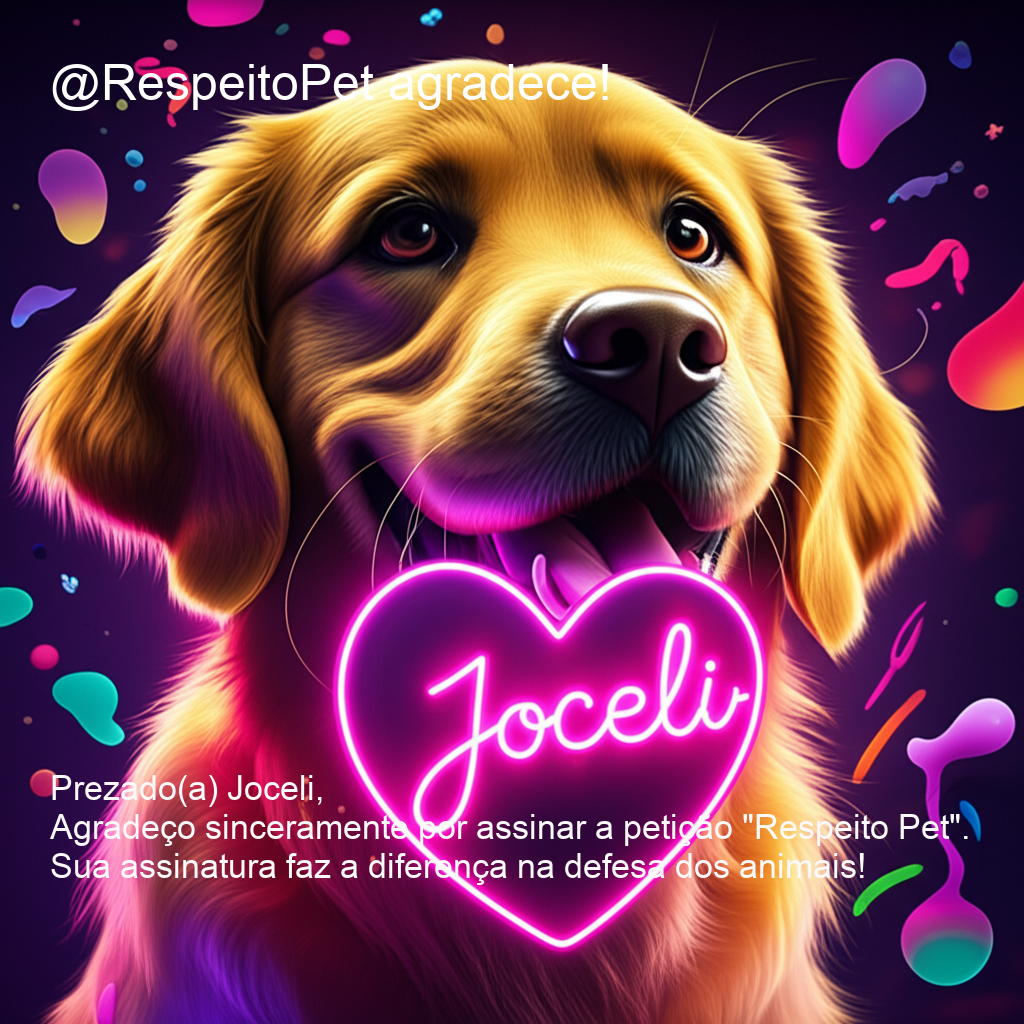 @RespeitoPet agradece!
Joceli
Prezado(a) Joceli,
Agradeço sinceramente por assinar a petição "Respeito Pet".
Sua assinatura faz a diferença na defesa dos animais!